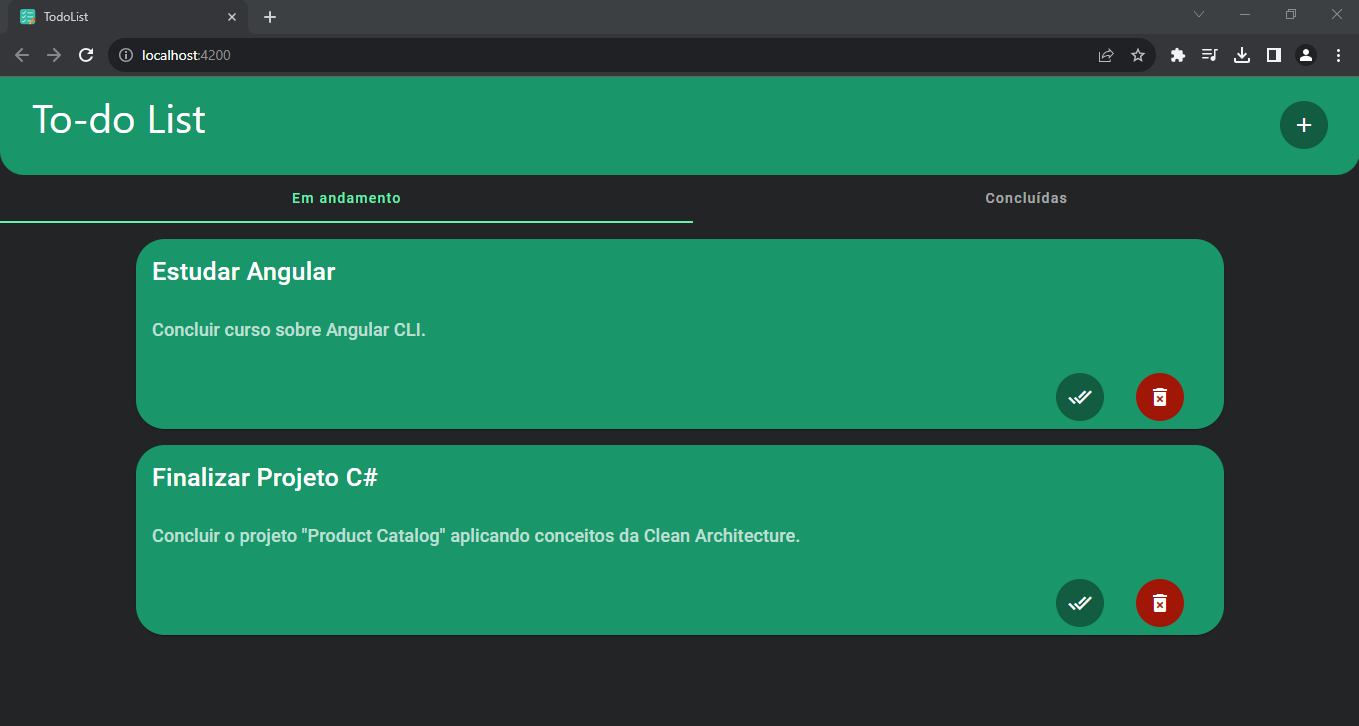 TodoList
localhost:4200
To-do List
Em andamento
Concluídas
Estudar Angular
Concluir curso sobre Angular CLI.
Finalizar Projeto C#
Concluir o projeto "Product Catalog" aplicando conceitos da Clean Architecture.